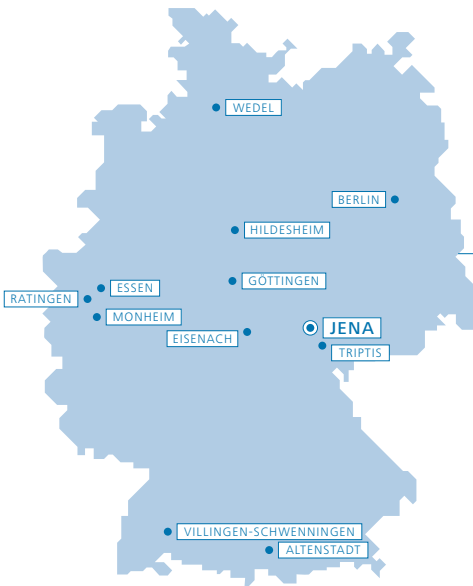 WEDEL
BERLIN
HILDESHEIM
GÖTTINGEN
ESSEN
RATINGEN
MONHEIM
JENA
EISENACH
TRIPTIS
VILLINGEN-SCHWENNINGEN
ALTENSTADT